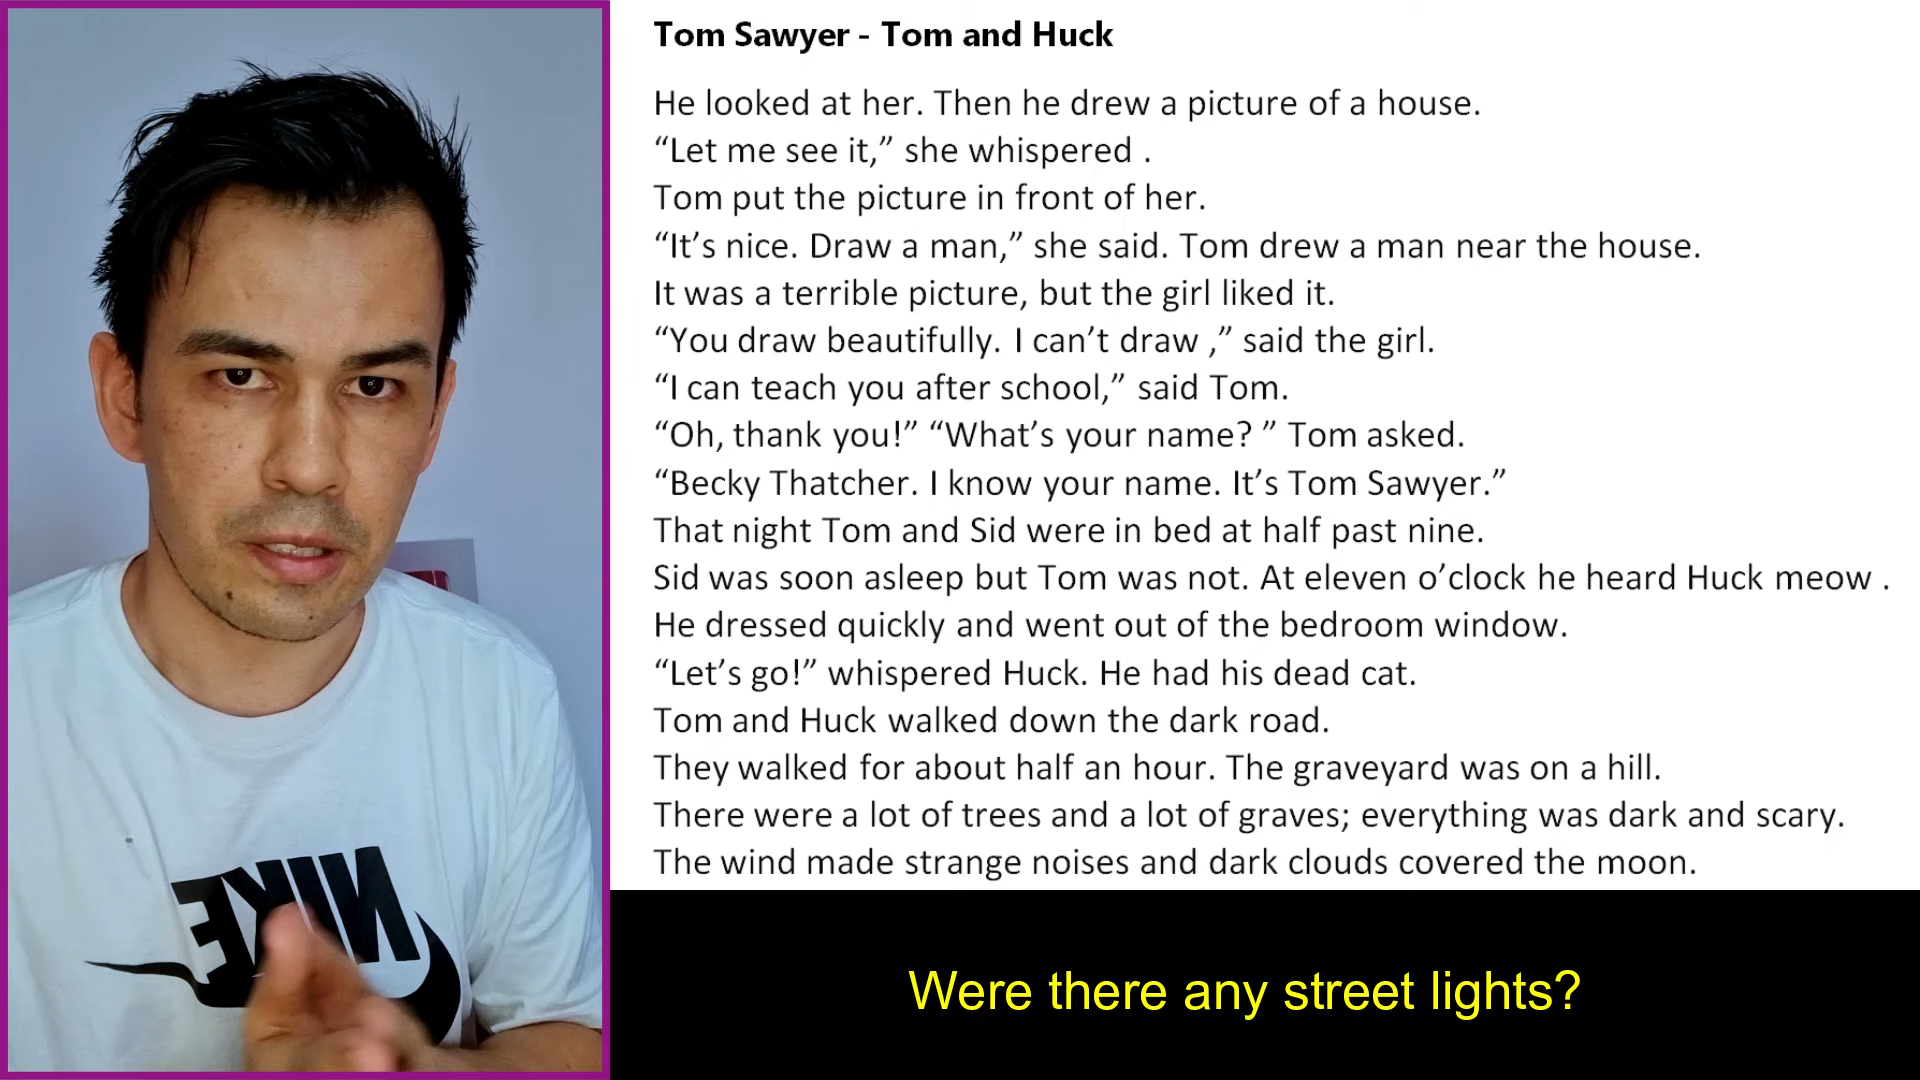 Tom Sawyer - Tom and Huck
He looked at her. Then he drew a picture of a house.
“Let me see it,” she whispered .
Tom put the picture in front of her.
“It’s nice. Draw a man,” she said. Tom drew a man near the house.
It was a terrible picture, but the girl liked it.
“You draw beautifully. I can’t draw ,” said the girl.
“I can teach you after school,” said Tom.
“Oh, thank you!” “What’s your name? ” Tom asked.
“Becky Thatcher. I know your name. It’s Tom Sawyer.”
That night Tom and Sid were in bed at half past nine.
Sid was soon asleep but Tom was not. At eleven o’clock he heard Huck meow .
He dressed quickly and went out of the bedroom window.
“Let’s go!” whispered Huck. He had his dead cat.
Tom and Huck walked down the dark road.
They walked for about half an hour. The graveyard was on a hill.
There were a lot of trees and a lot of graves; everything was dark and scary.
The wind made strange noises and dark clouds covered the moon.
NIKE
Were there any street lights?